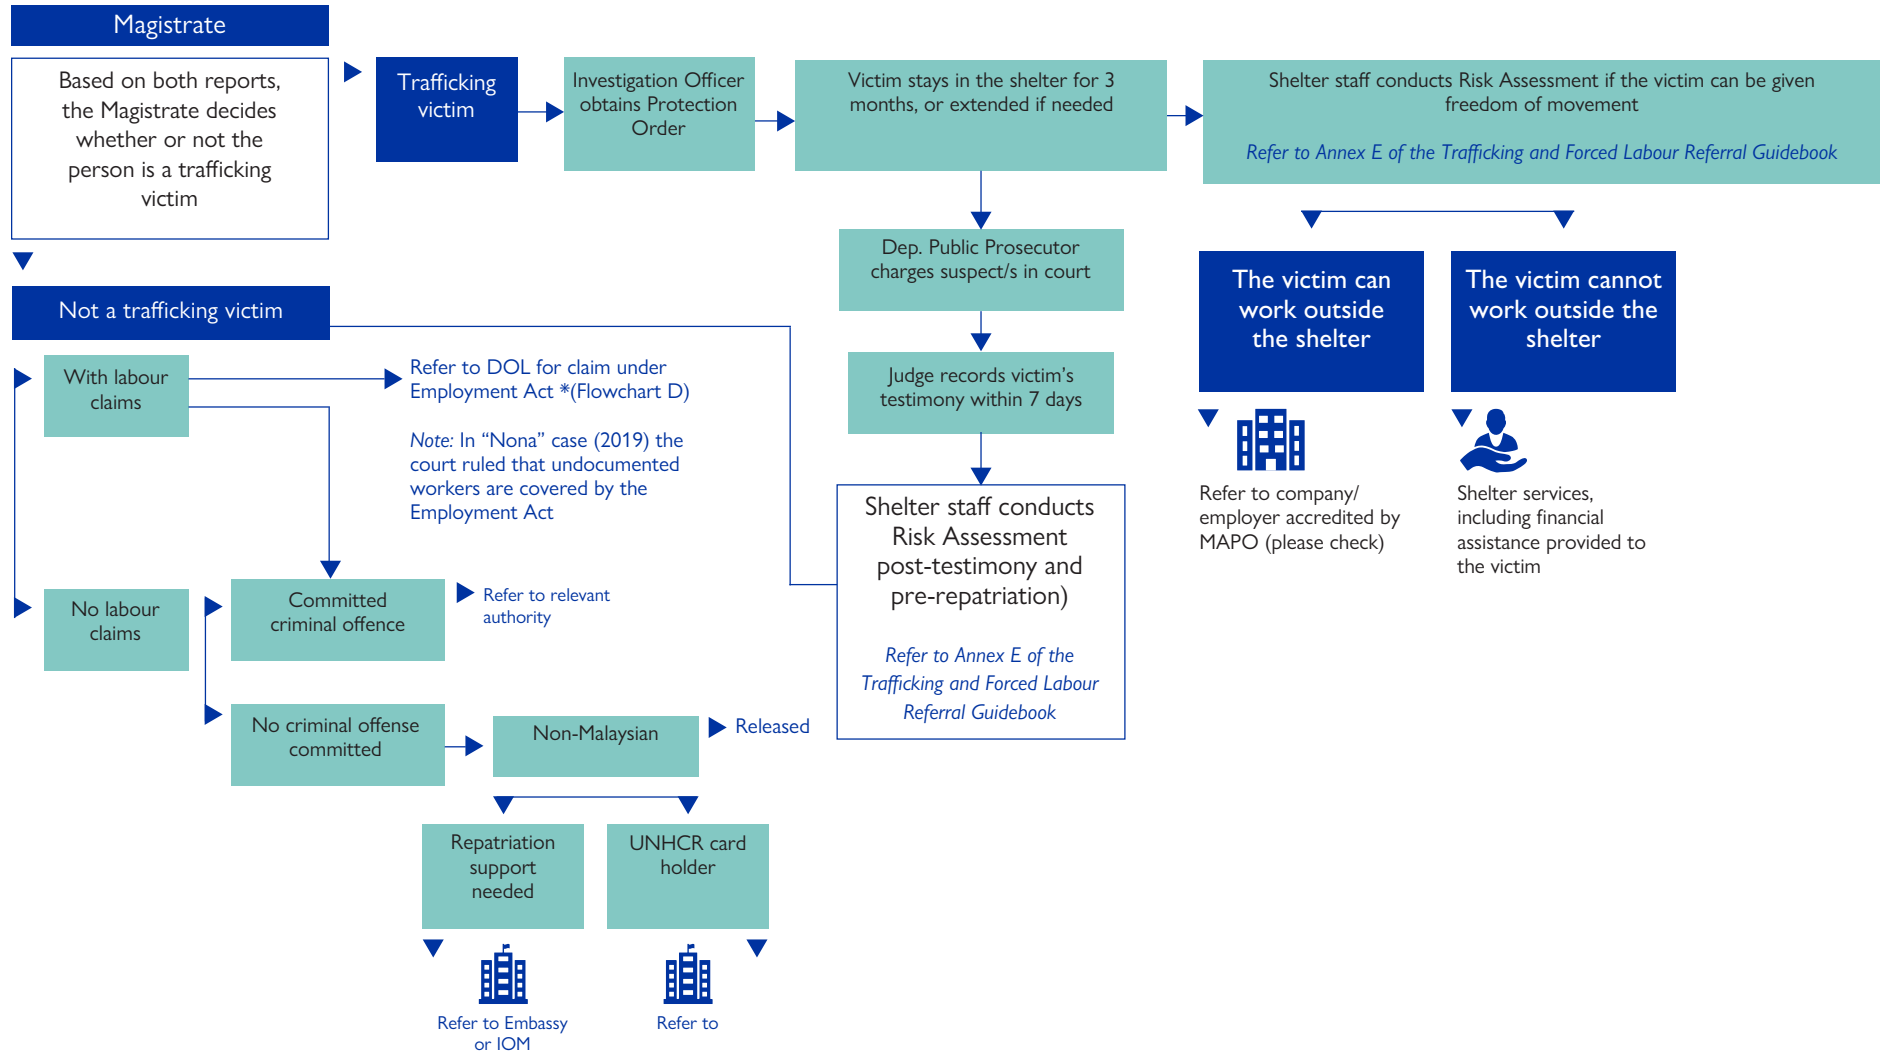 Magistrate
Based on both reports,
the Magistrate decides
whether or not the
person is a trafficking
victim
Trafficking
victim
Investigation Officer
obtains Protection
Order
Victim stays in the shelter for 3
months, or extended if needed
Shelter staff conducts Risk Assessment if the victim can be given
freedom of movement
Refer to Annex E of the Trafficking and Forced Labour Referral Guidebook
Dep. Public Prosecutor
charges suspect/s in court
The victim can
work outside
the shelter
The victim cannot
work outside the
shelter
Not a trafficking victim
With labour
claims
Refer to DOL for claim under
Employment Act *(Flowchart D)
Note: In “Nona” case (2019) the
court ruled that undocumented
workers are covered by the
Employment Act
Judge records victim’s
testimony within 7 days
Refer to company/
employer accredited by
MAPO (please check)
Shelter services,
including financial
assistance provided to
the victim
Shelter staff conducts
Risk Assessment
post-testimony and
pre-repatriation)
Refer to Annex E of the
Trafficking and Forced Labour
Referral Guidebook
No labour
claims
Committed
criminal offence
Refer to relevant
authority
No criminal offense
committed
Non-Malaysian
Released
Repatriation
support
needed
UNHCR card
holder
Refer to Embassy
or IOM
Refer to